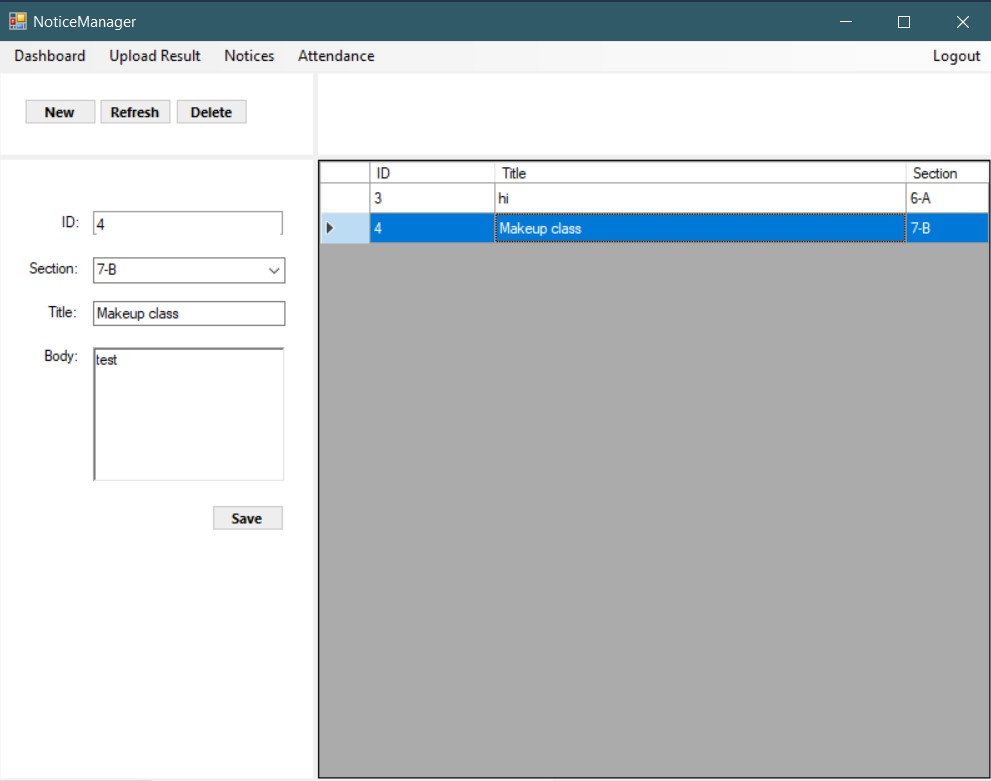 NoticeManager
Dashboard Upload Result Notices Attendance Logout
New Refresh Delete
ID: 4
Section: 7-B
Title: Makeup class
Body: test
Save
ID Title Section
3 hi 6-A
4 Makeup class 7-B